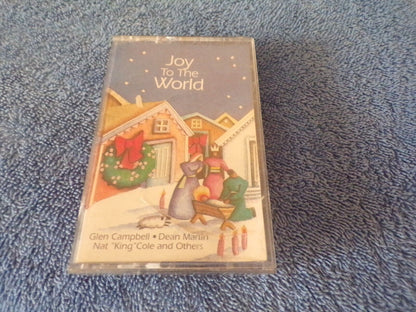 Joy
To The
World
Glen Campbell • Dean Martin
Nat "King" Cole and Others